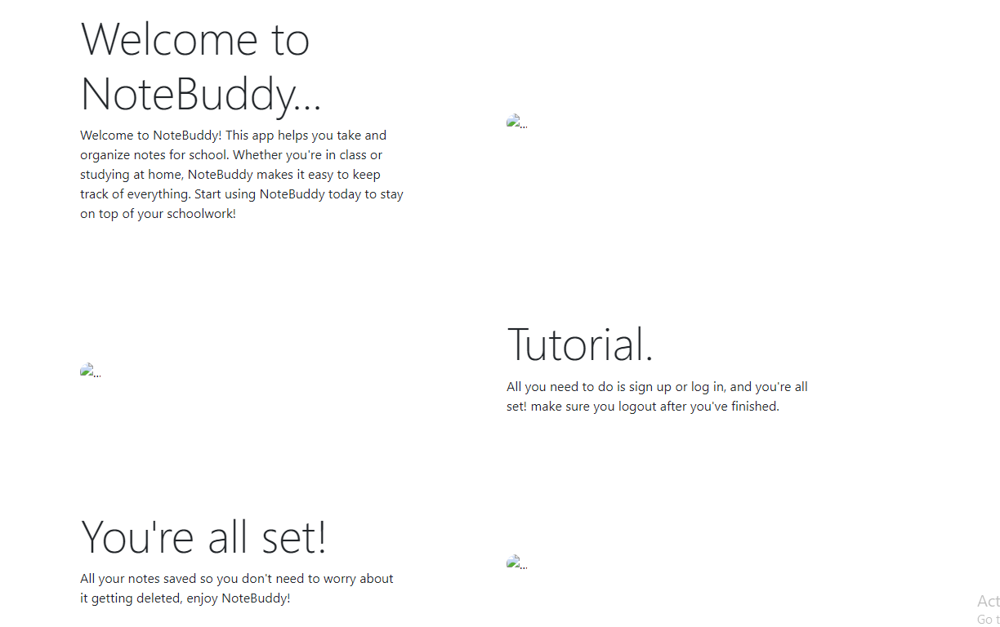 Welcome to
NoteBuddy...
Welcome to NoteBuddy! This app helps you take and
organize notes for school. Whether you're in class or
studying at home, NoteBuddy makes it easy to keep
track of everything. Start using NoteBuddy today to stay
on top of your schoolwork!
...
...
Tutorial.
All you need to do is sign up or log in, and you're all
set! make sure you logout after you've finished.
You're all set!
All your notes saved so you don't need to worry about
it getting deleted, enjoy NoteBuddy!
...
Act
Go t